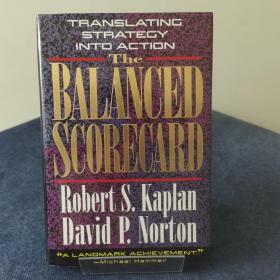 TRANSLATING
STRATEGY
INTO ACTION
The
BALANCED
SCORECARD
Robert S. Kaplan
David P. Norton
"A LANDMARK ACHIEVEMENT."
—Michael Hammer